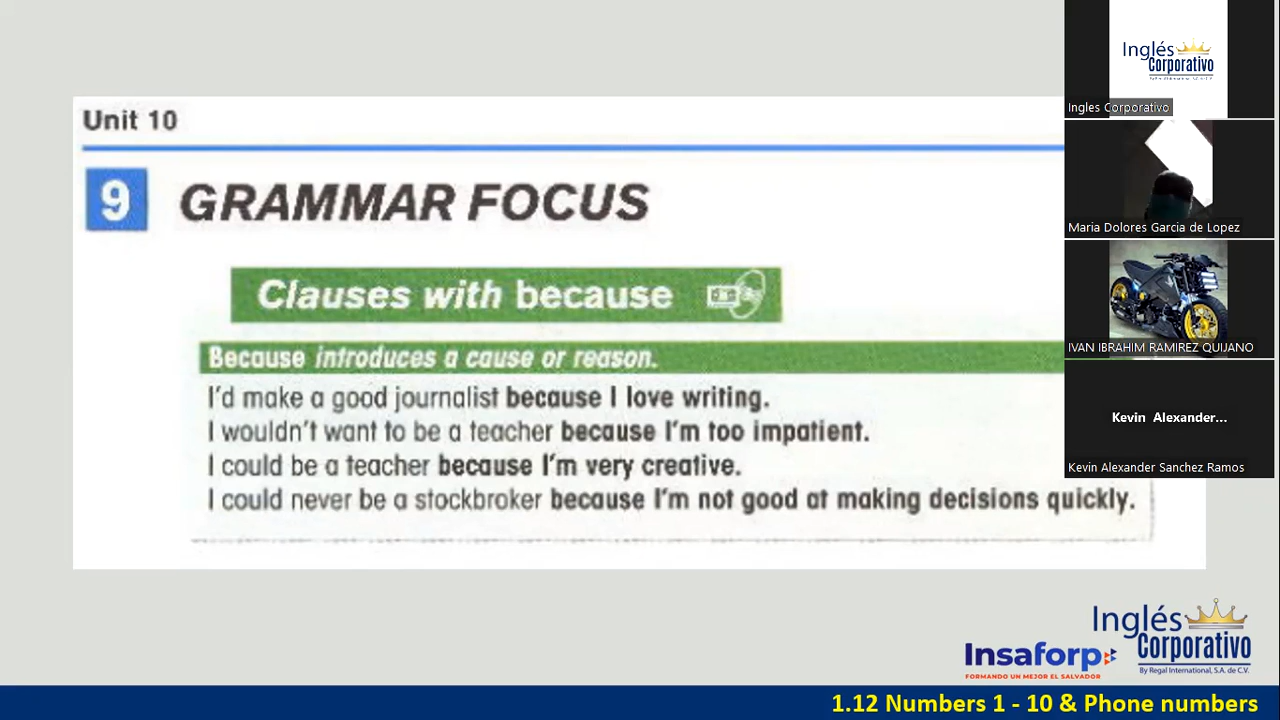 Unit 10
9 GRAMMAR FOCUS
Clauses with because
Because introduces a cause or reason.
I'd make a good journalist because I love writing.
I wouldn't want to be a teacher because I'm too impatient.
I could be a teacher because I'm very creative.
I could never be a stockbroker because I'm not good at making decisions quickly.
Inglés
Corporativo
Ingles Corporativo
Maria Dolores Garcia de Lopez
IVAN IBRAHIM RAMIREZ QUIJANO
Kevin Alexander...
Kevin Alexander Sanchez Ramos
Insaforp
FORMANDO UN MEJOR EL SALVADOR
Inglés
Corporativo
By Regal International, S.A. de C.V.
1.12 Numbers 1 - 10 & Phone numbers